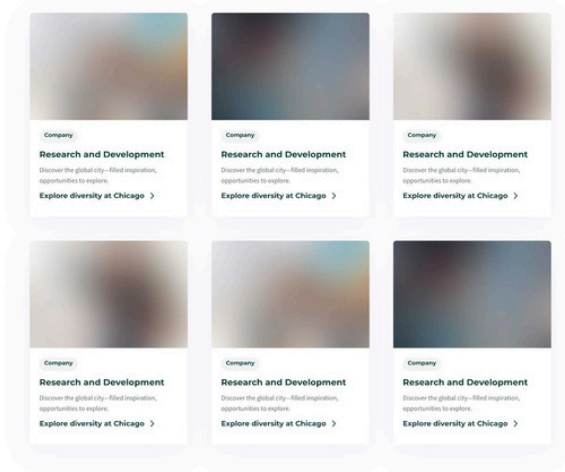 Company
Research and Development
Discover the global city—filled inspiration,
opportunities to explore.
Explore diversity at Chicago
Company
Research and Development
Discover the global city—filled inspiration,
opportunities to explore.
Explore diversity at Chicago
Company
Research and Development
Discover the global city—filled inspiration,
opportunities to explore.
Explore diversity at Chicago
Company
Research and Development
Discover the global city—filled inspiration,
opportunities to explore.
Explore diversity at Chicago
Company
Research and Development
Discover the global city—filled inspiration,
opportunities to explore.
Explore diversity at Chicago
Company
Research and Development
Discover the global city—filled inspiration,
opportunities to explore.
Explore diversity at Chicago